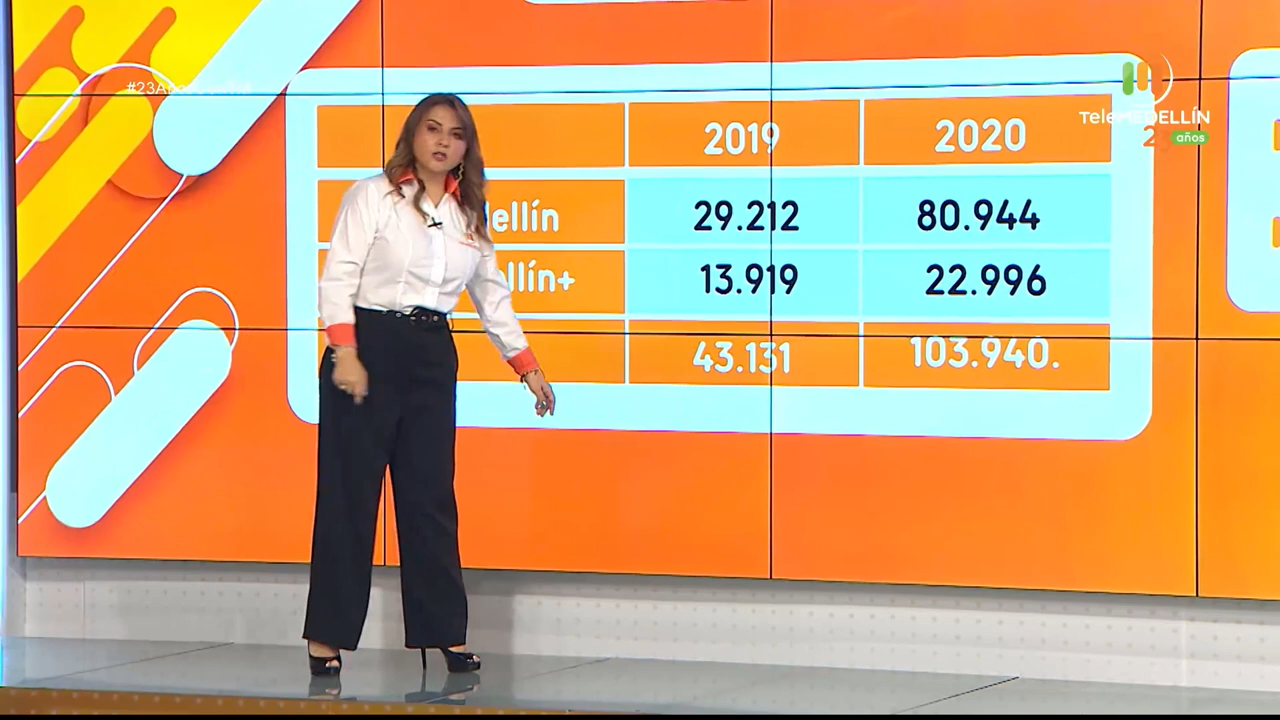 TeleMEDELLÍN
años
2019 2020
ellín 29.212 80.944
llín+ 13.919 22.996
43.131 103.940.